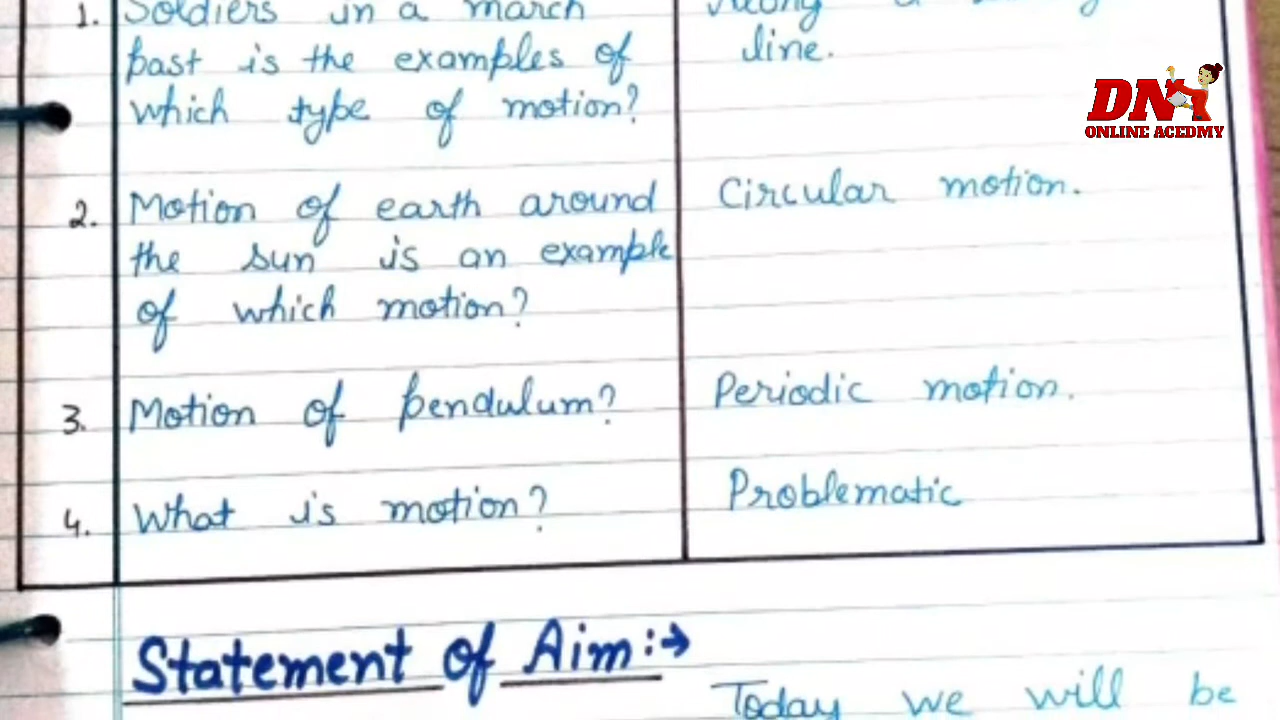 1. Soldiers in a march
past is the examples of
which type of motion?
Along a
line.
2. Motion of earth around
the sun is an example
of which motion?
Circular motion.
3. Motion of pendulum?
Periodic motion.
4. What is motion?
Problematic
Statement of Aim:→
Today we will be
DNA
ONLINE ACEDMY